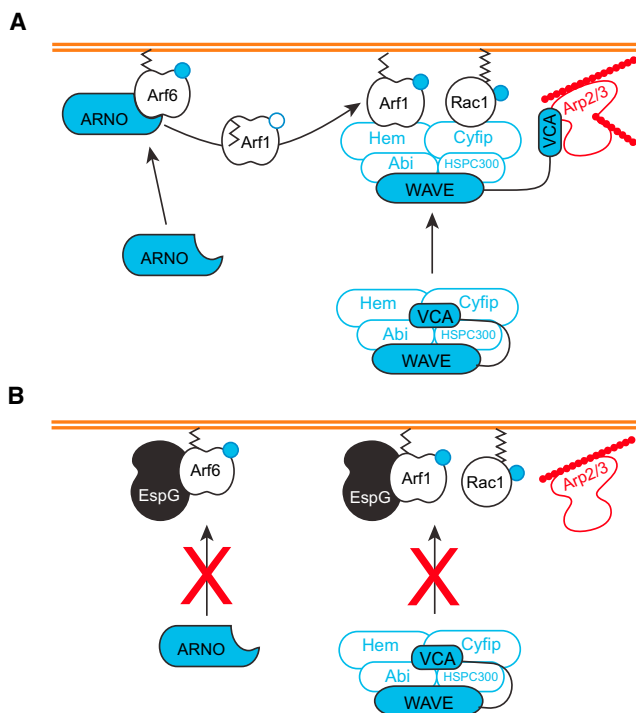 A
Arf6
ARNO
Arf1
Arf1
Rac1
Arp2/3
VCA
Hem
Cyfip
Abi
HSPC300
WAVE
ARNO
Hem
Cyfip
VCA
Abi
HSPC300
WAVE
B
Arf6
EspG
Arf1
EspG
Rac1
Arp2/3
ARNO
Hem
Cyfip
VCA
Abi
HSPC300
WAVE